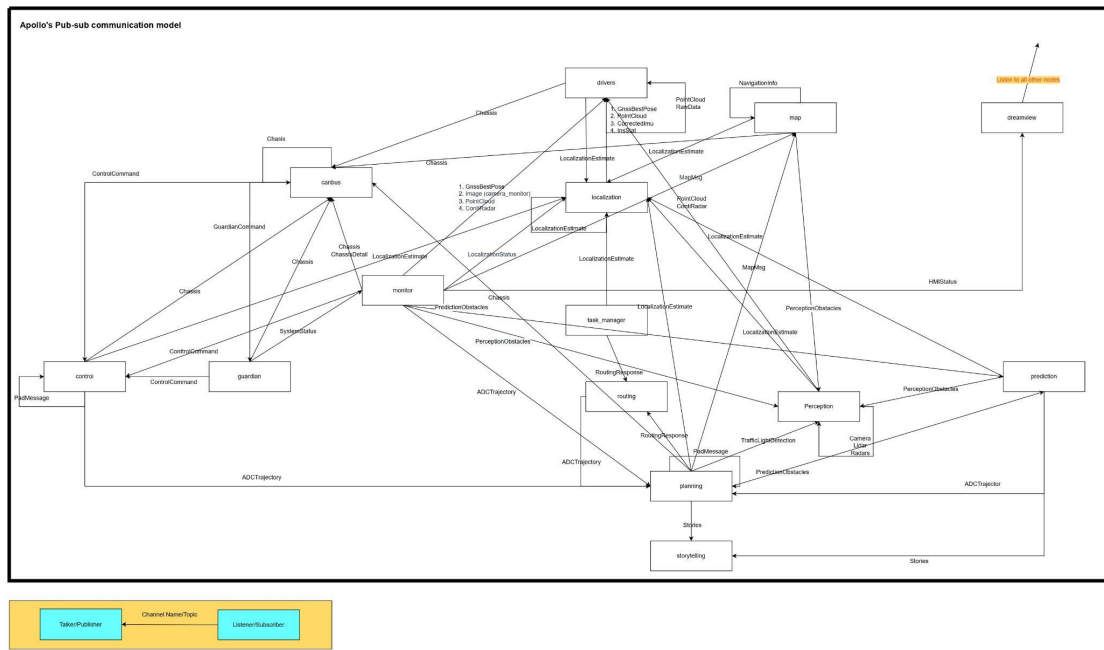 Apollo's Pub-sub communication model
Listen to all other nodes
drivers
NavigationInfo
PointCloud
RawData
1. GnssBestPose
2. PointCloud
3. CorrectedImu
4. InsStat
Chassis
map
dreamview
Chasis
LocalizationEstimate
LocalizationEstimate
Chassis
ControlCommand
canbus
MapMsg
1. GnssBestPose
2. Image (camera_monitor)
3. PointCloud
4. ContiRadar
localization
PointCloud
ContiRadar
GuardianCommand
LocalizationEstimate
LocalizationEstimate
Chassis
ChassisDetail
LocalizationEstimate
LocalizationStatus
LocalizationEstimate
MapMsg
HMIStatus
Chassis
monitor
Chassis
Chassis
PredictionObstacles
LocalizationEstimate
PerceptionObstacles
task_manager
SystemStatus
LocalizationEstimate
PerceptionObstacles
ControlCommand
control
ControlCommand
guardian
RoutingResponse
prediction
ADCTrajectory
PerceptionObstacles
PadMessage
routing
Perception
RoutingResponse
TrafficLightDetection
Camera
Lidar
Radars
PadMessage
ADCTrajectory
PredictionObstacles
ADCTrajectory
planning
ADCTrajector
Stories
storytelling
Stories
Channel Name/Topic
Talker/Publisher
Listener/Subscriber